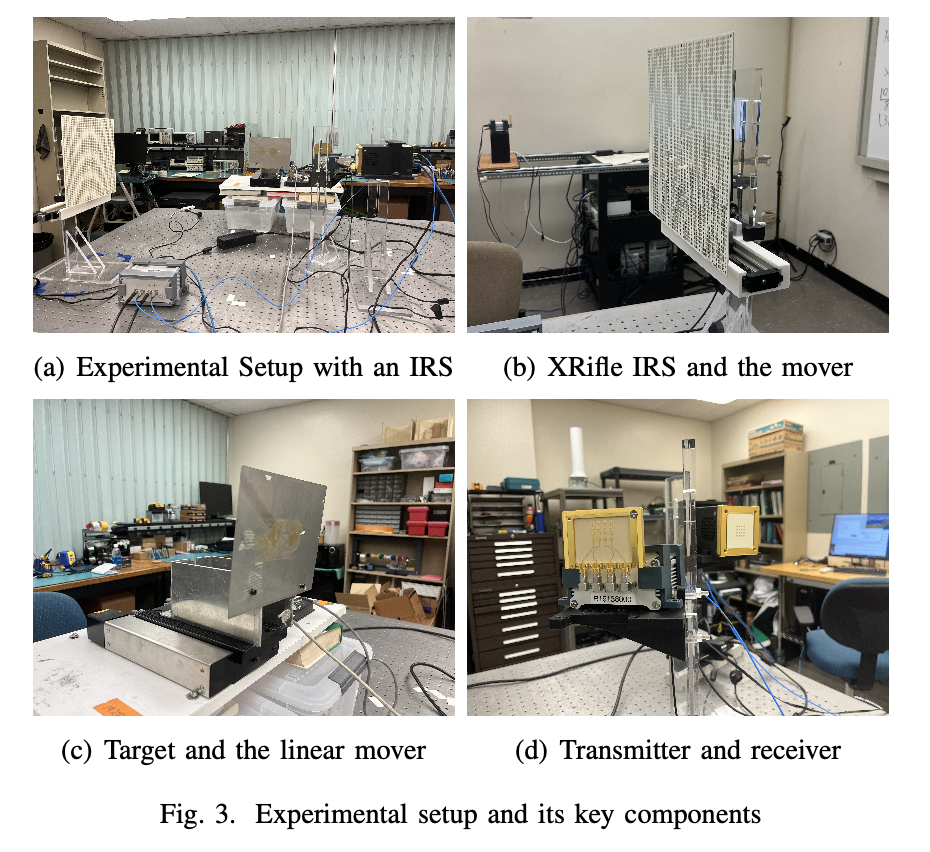 (a) Experimental Setup with an IRS
(b) XRifle IRS and the mover
(c) Target and the linear mover
(d) Transmitter and receiver
Fig. 3. Experimental setup and its key components